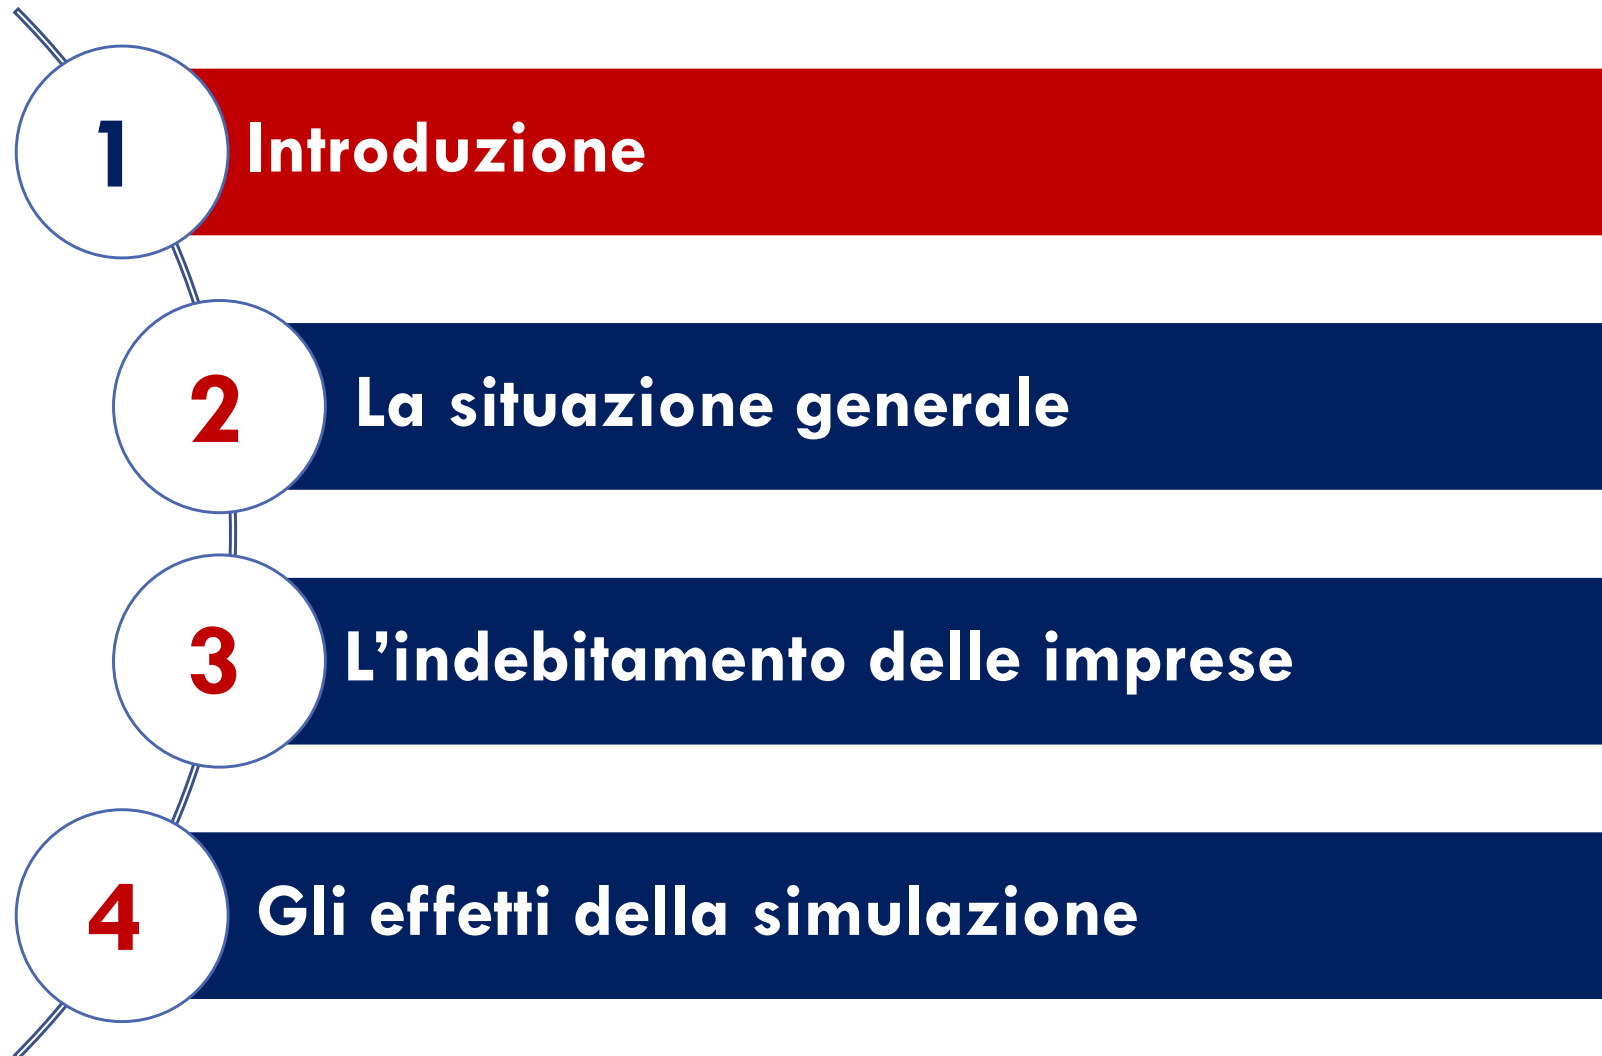 1 Introduzione
2 La situazione generale
3 L’indebitamento delle imprese
4 Gli effetti della simulazione